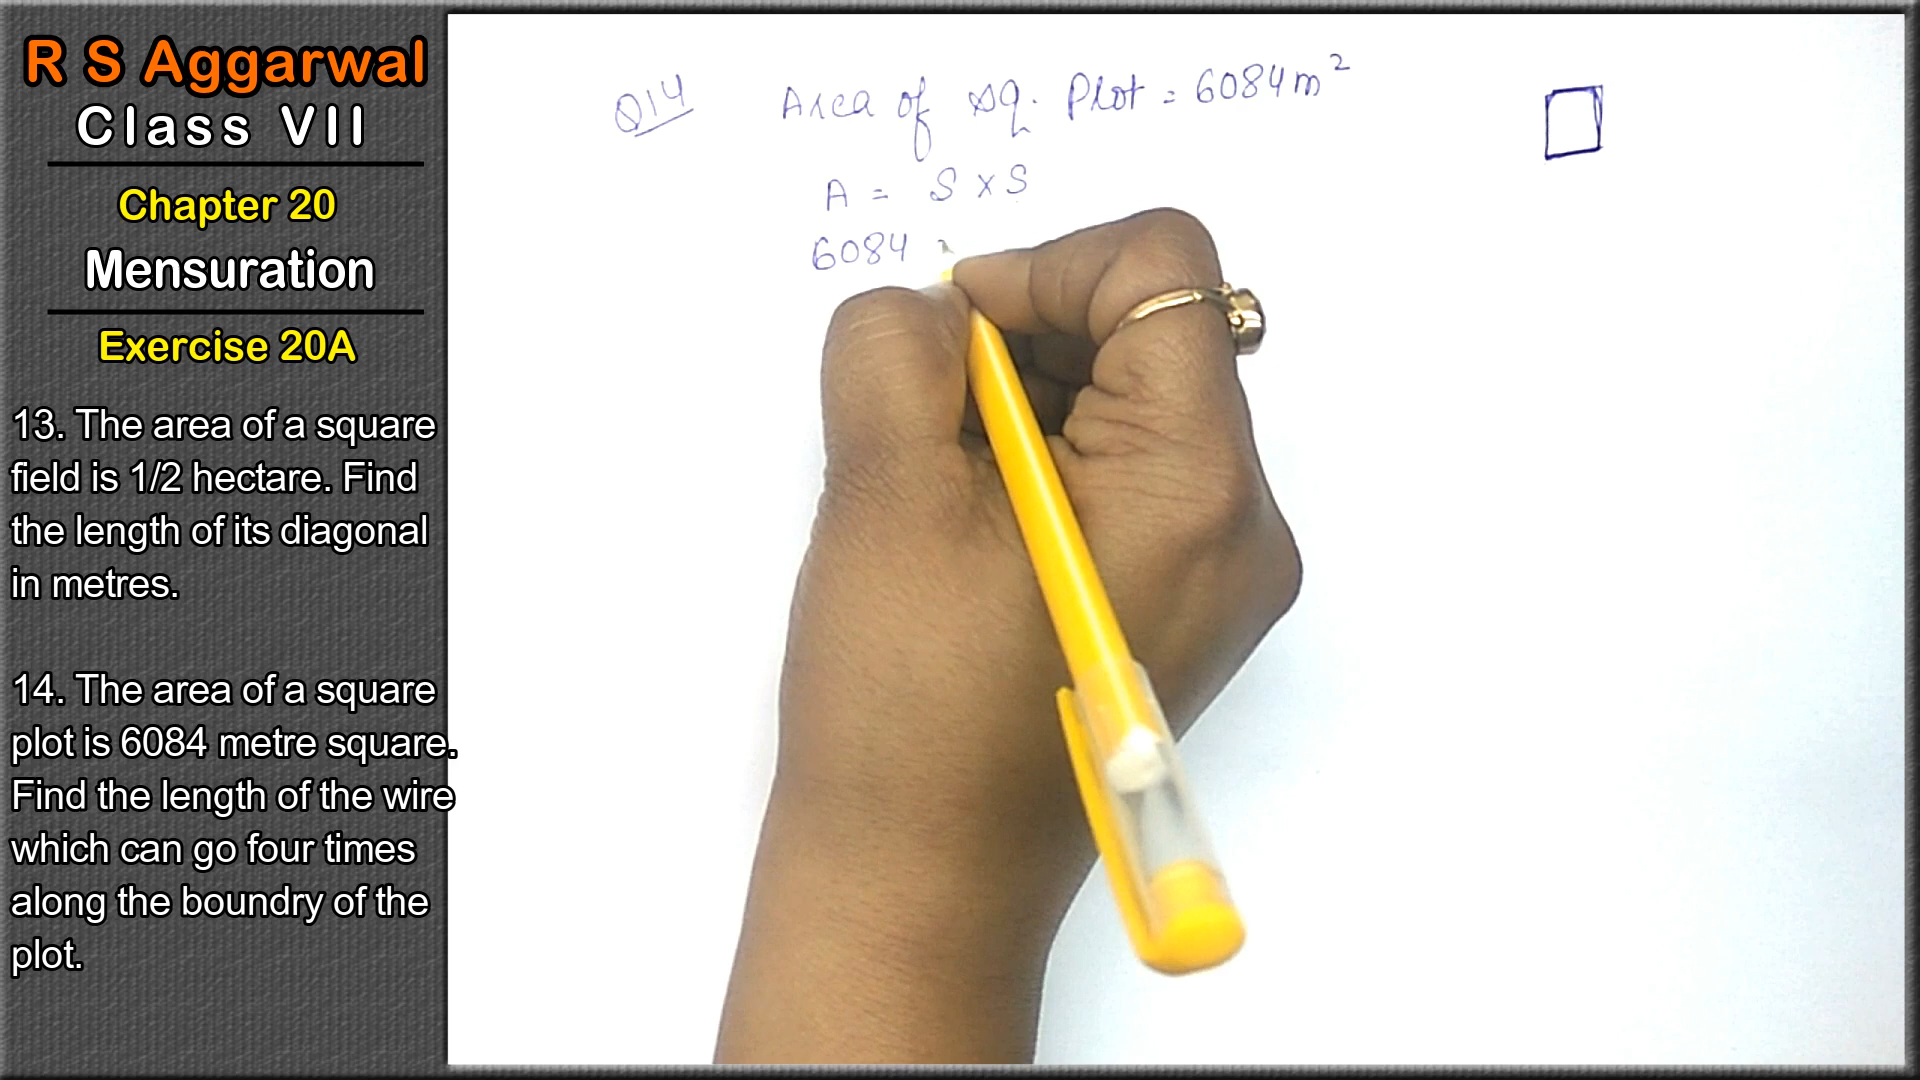 R S Aggarwal
Class VII
Chapter 20
Mensuration
Exercise 20A
13. The area of a square
field is 1/2 hectare. Find
the length of its diagonal
in metres.
14. The area of a square
plot is 6084 metre square.
Find the length of the wire
which can go four times
along the boundry of the
plot.
Q14 Area of sq. Plot = 6084m²
A = S × S
6084